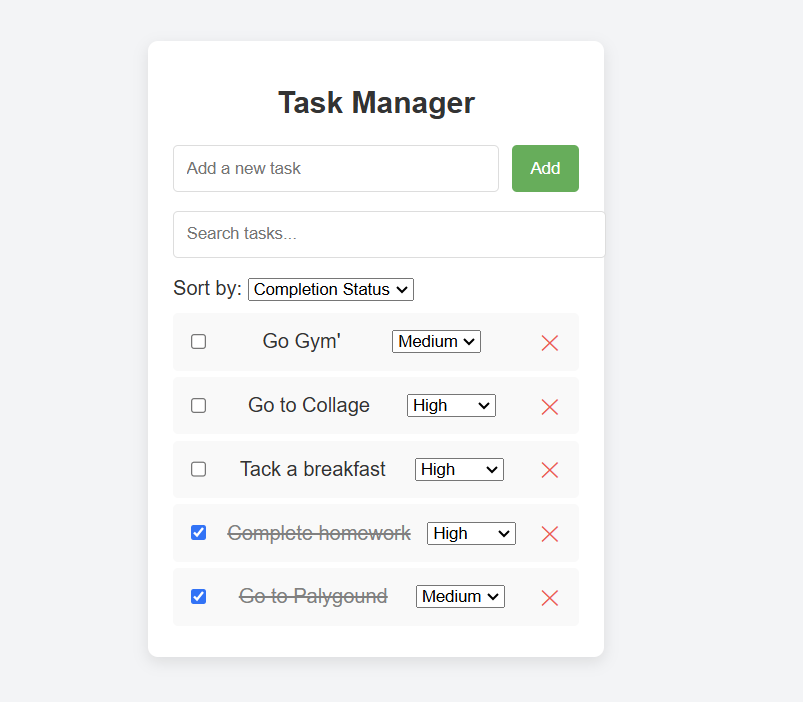 Task Manager
Add a new task Add
Search tasks...
Sort by: Completion Status
Go Gym' Medium
Go to Collage High
Tack a breakfast High
Complete homework High
Go to Palygound Medium